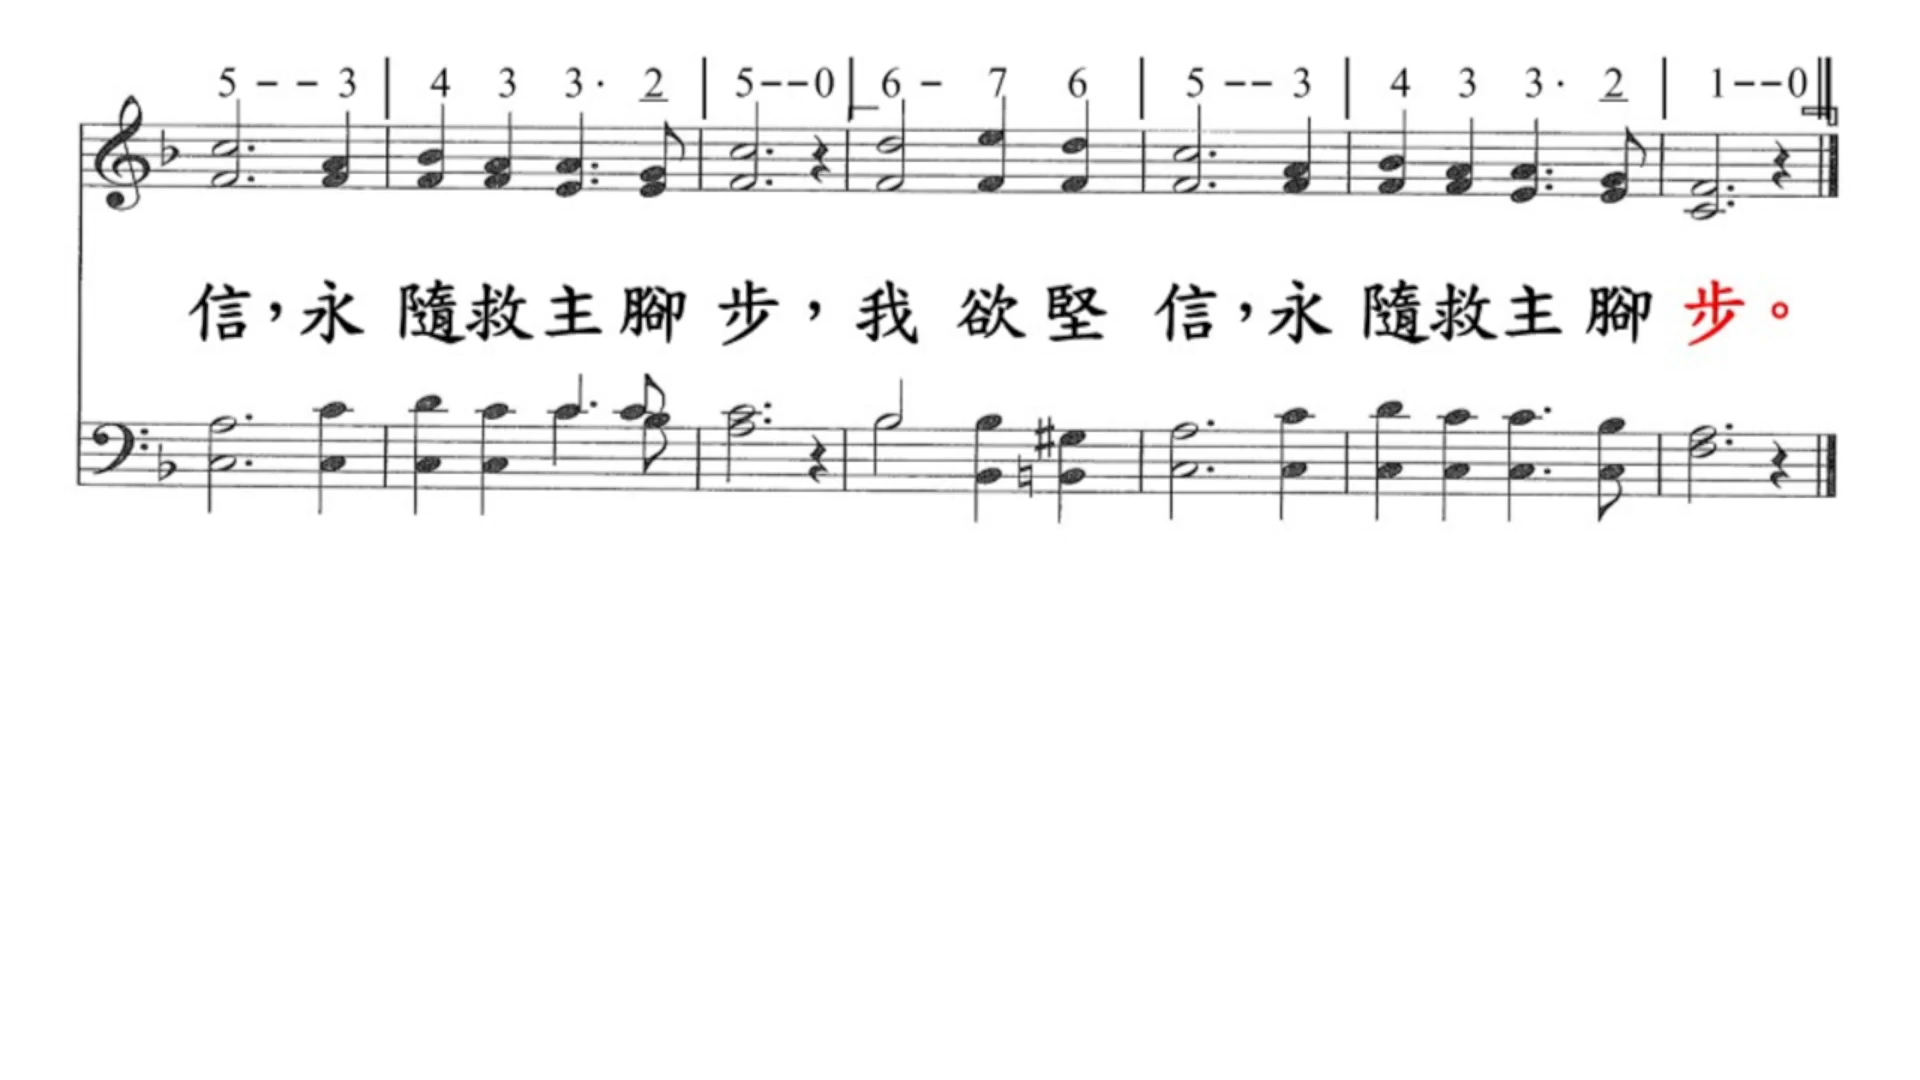 5 - - 3 | 4 3 3· 2 | 5--0 | 6 - 7 6 | 5 -- 3 | 4 3 3· 2 | 1--0 ‖
信，永隨救主腳步，我欲堅信，永隨救主腳步。